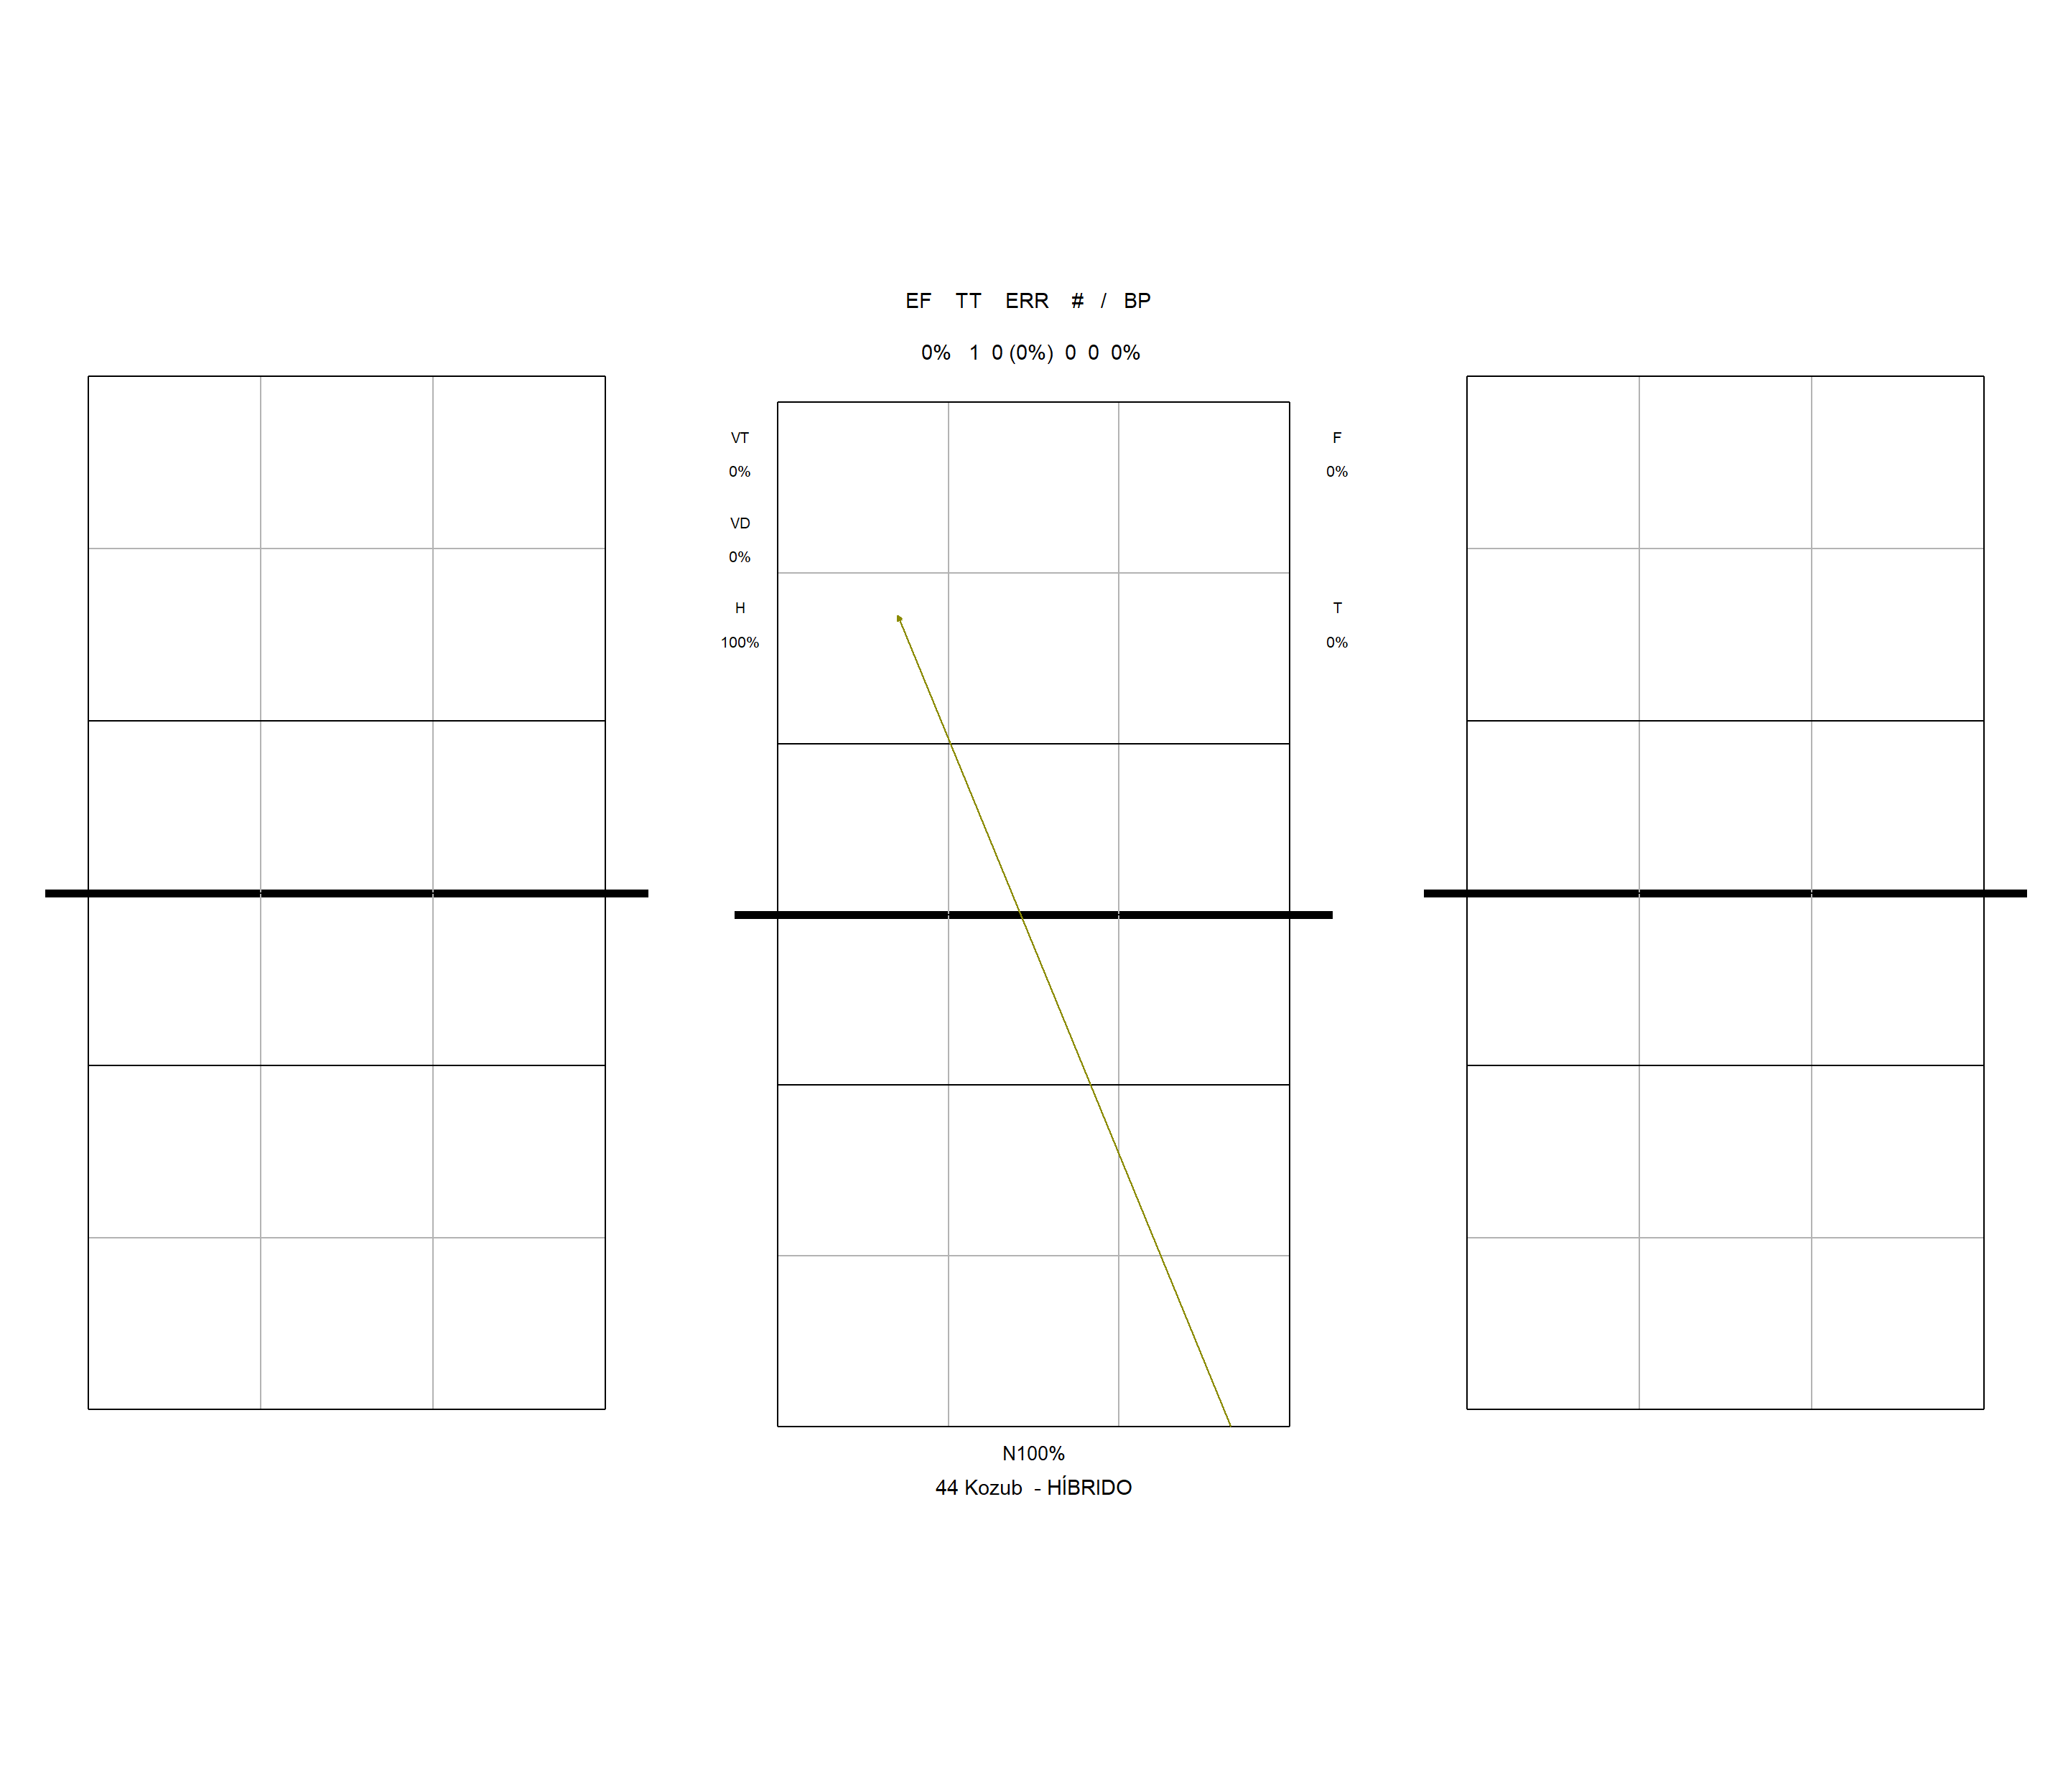 EF TT ERR # / BP
0% 1 0 (0%) 0 0 0%
VT
0%
VD
0%
H
100%
F
0%
T
0%
N100%
44 Kozub - HÍBRIDO